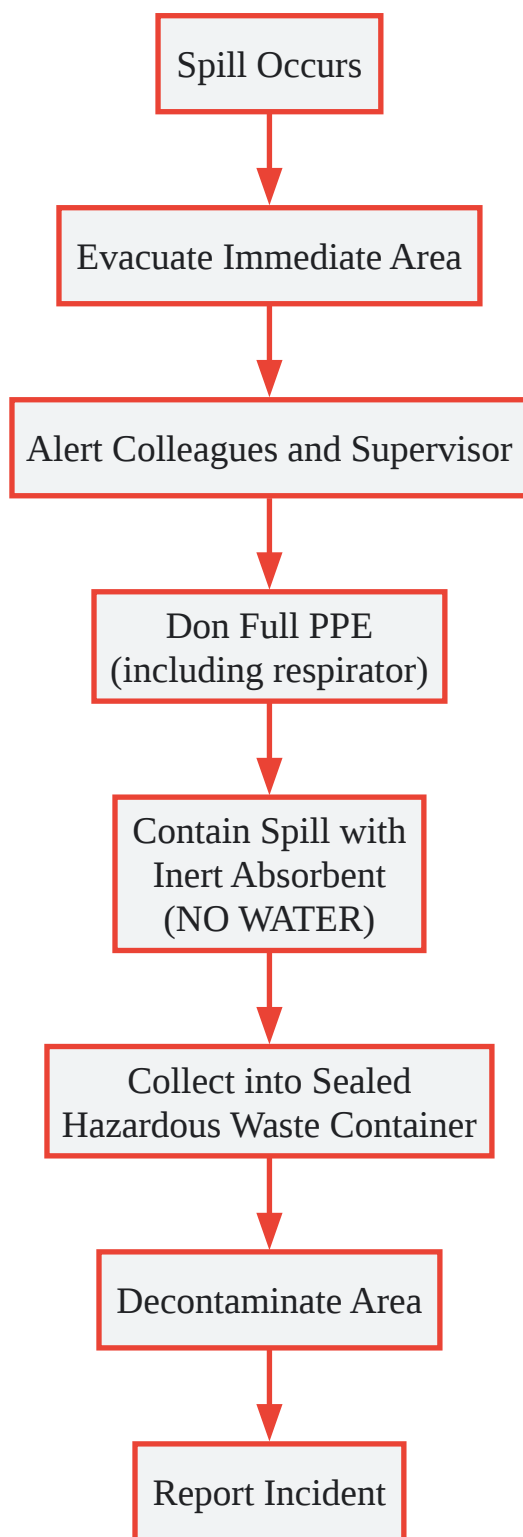 Spill Occurs
Evacuate Immediate Area
Alert Colleagues and Supervisor
Don Full PPE
(including respirator)
Contain Spill with
Inert Absorbent
(NO WATER)
Collect into Sealed
Hazardous Waste Container
Decontaminate Area
Report Incident